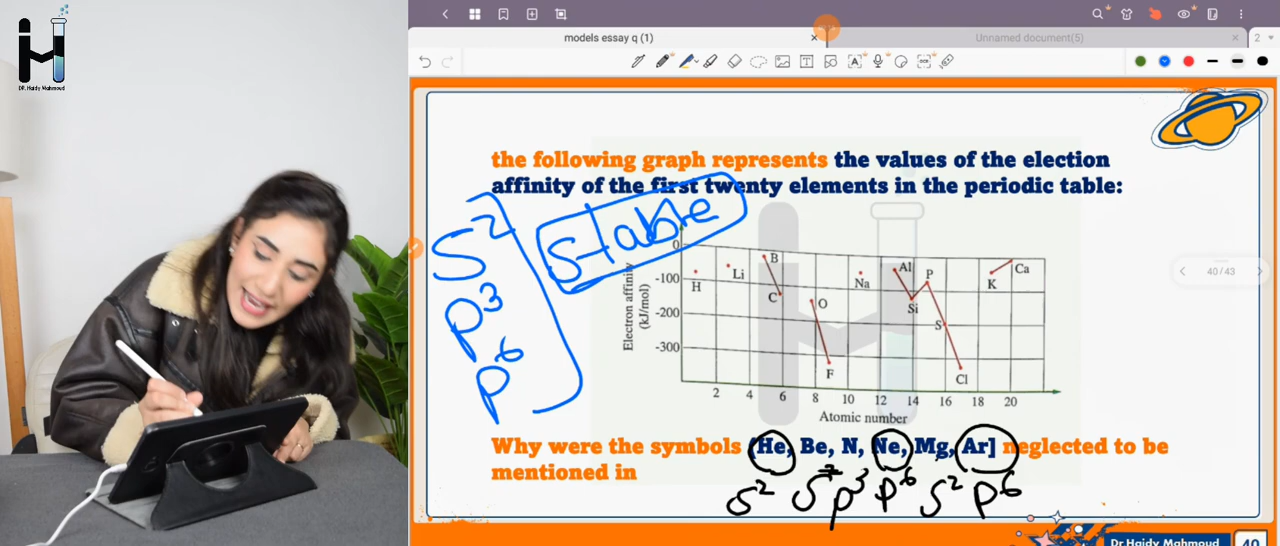 DR. Haidy Mahmoud
models essay q (1)
Unnamed document(5)
2
the following graph represents the values of the election
affinity of the first twenty elements in the periodic table:
S²
p³
p⁶
Stable
Electron affinity
(kJ/mol)
0
-100
-200
-300
H
Li
B
C
O
F
Na
Al
Si
P
S
Cl
K
Ca
2 4 6 8 10 12 14 16 18 20
Atomic number
40/43
Why were the symbols (He, Be, N, Ne, Mg, Ar] neglected to be
mentioned in
S² S² p³ p⁶ S² p⁶
Dr Haidy Mahmoud
40